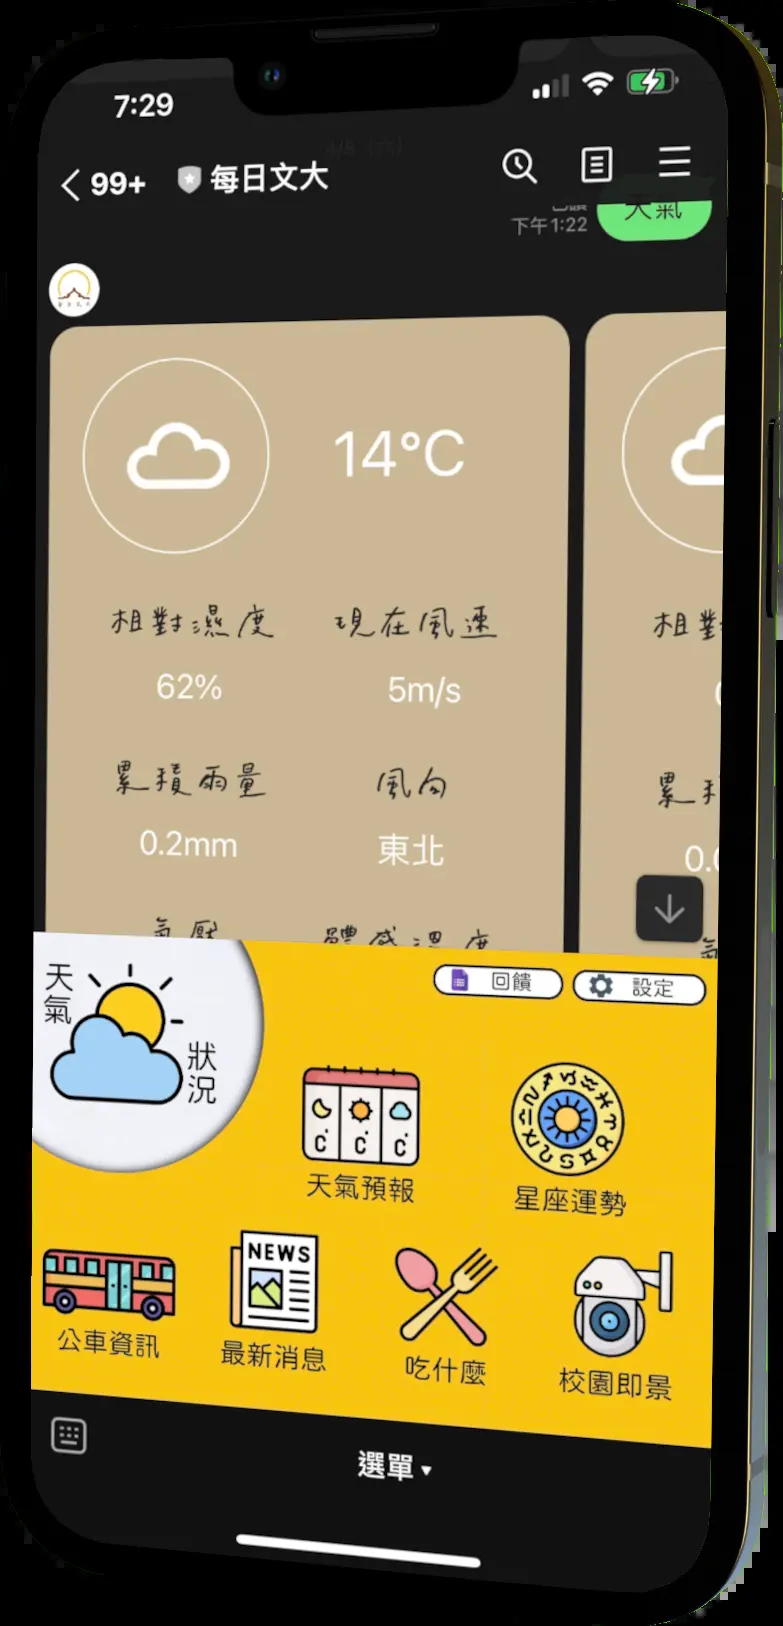 7:29
99+ 每日文大
天氣
下午1:22
14°C
相對濕度 現在風速
62% 5m/s
累積雨量 風向
0.2mm 東北
氣壓 體感溫度
相對
累積
0.0
氣
天氣狀況
回饋 設定
天氣預報 星座運勢
NEWS
公車資訊 最新消息 吃什麼 校園即景
選單